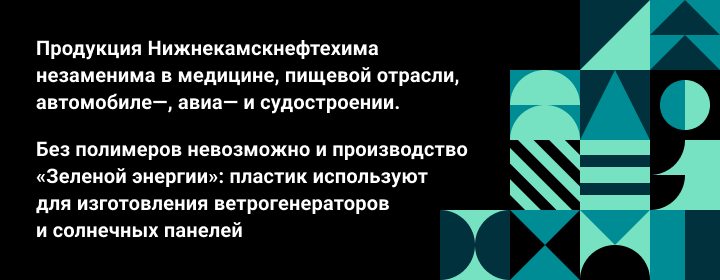 Продукция Нижнекамскнефтехима
незаменима в медицине, пищевой отрасли,
автомобиле—, авиа— и судостроении.
Без полимеров невозможно и производство
«Зеленой энергии»: пластик используют
для изготовления ветрогенераторов
и солнечных панелей